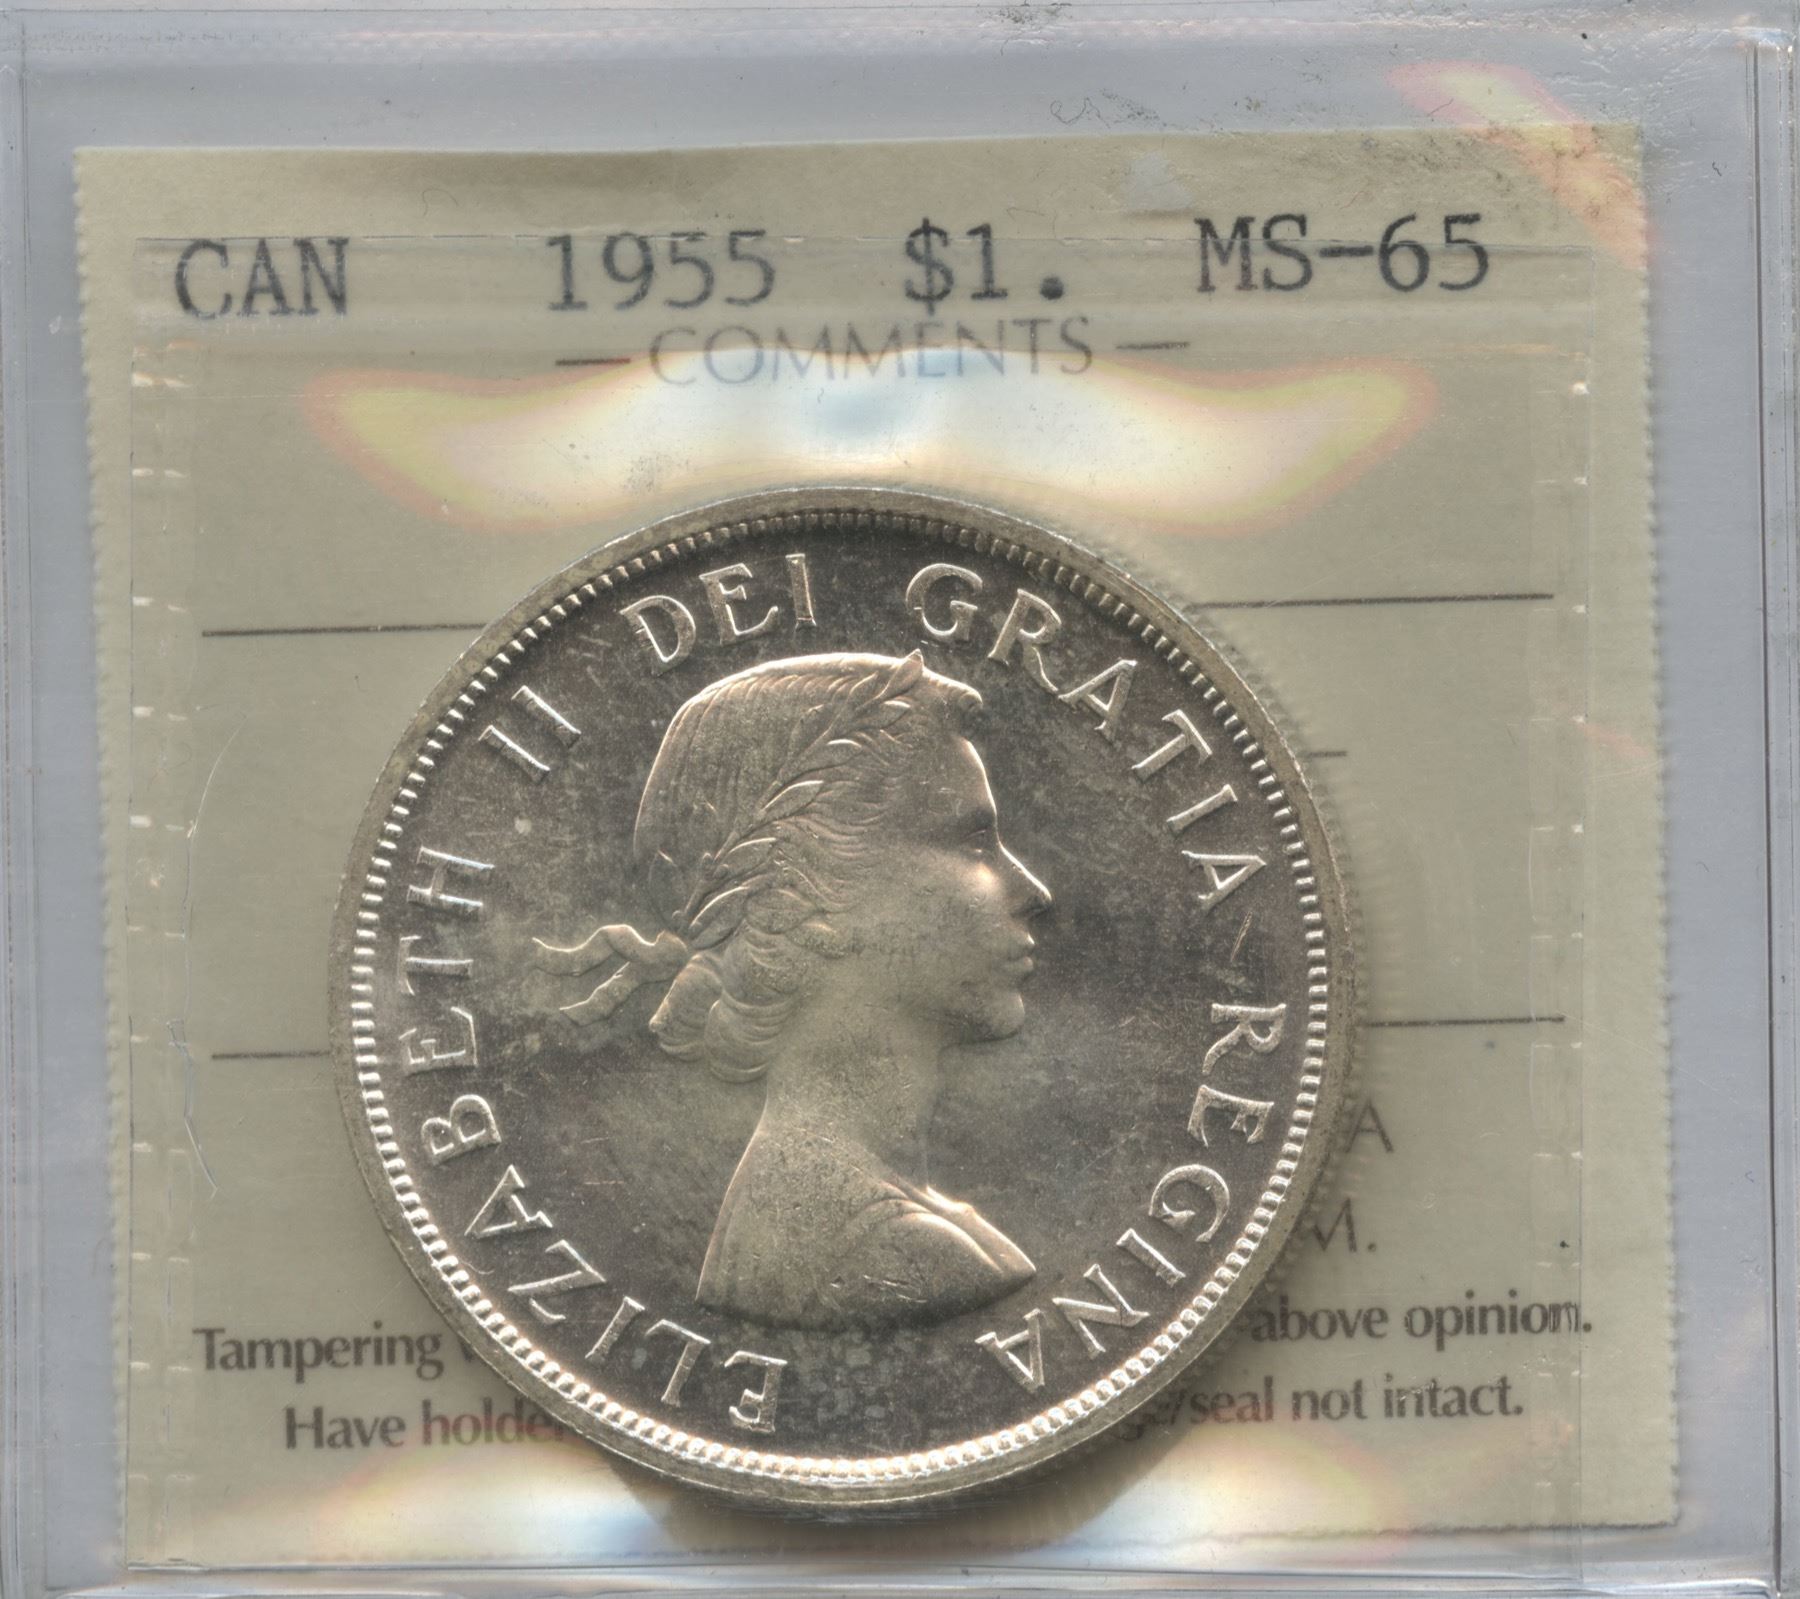 CAN 1955 $1. MS-65
— COMMENTS —
ELIZABETH II DEI GRATIA REGINA
A
M.
Tampering above opinion.
Have holder /seal not intact.